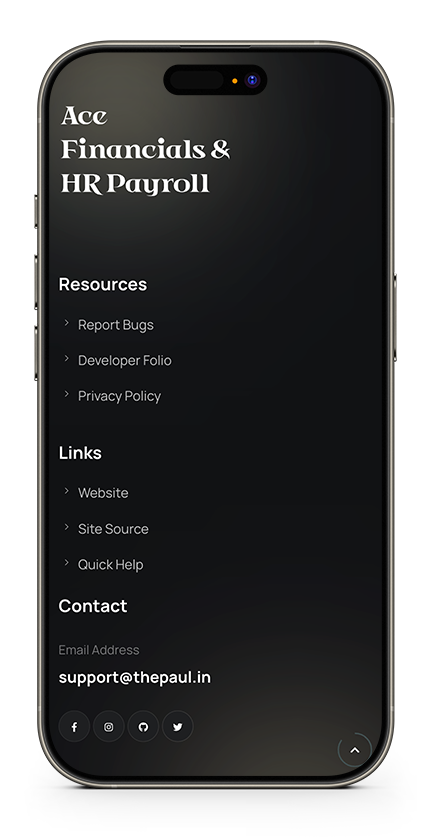 Ace
Financials &
HR Payroll
Resources
Report Bugs
Developer Folio
Privacy Policy
Links
Website
Site Source
Quick Help
Contact
Email Address
support@thepaul.in